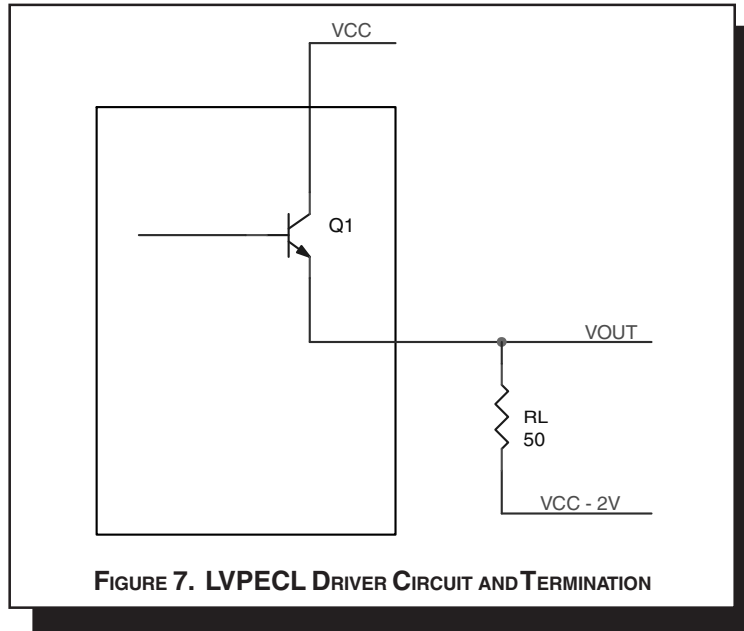 VCC
Q1
VOUT
RL
50
VCC - 2V
FIGURE 7. LVPECL DRIVER CIRCUIT AND TERMINATION